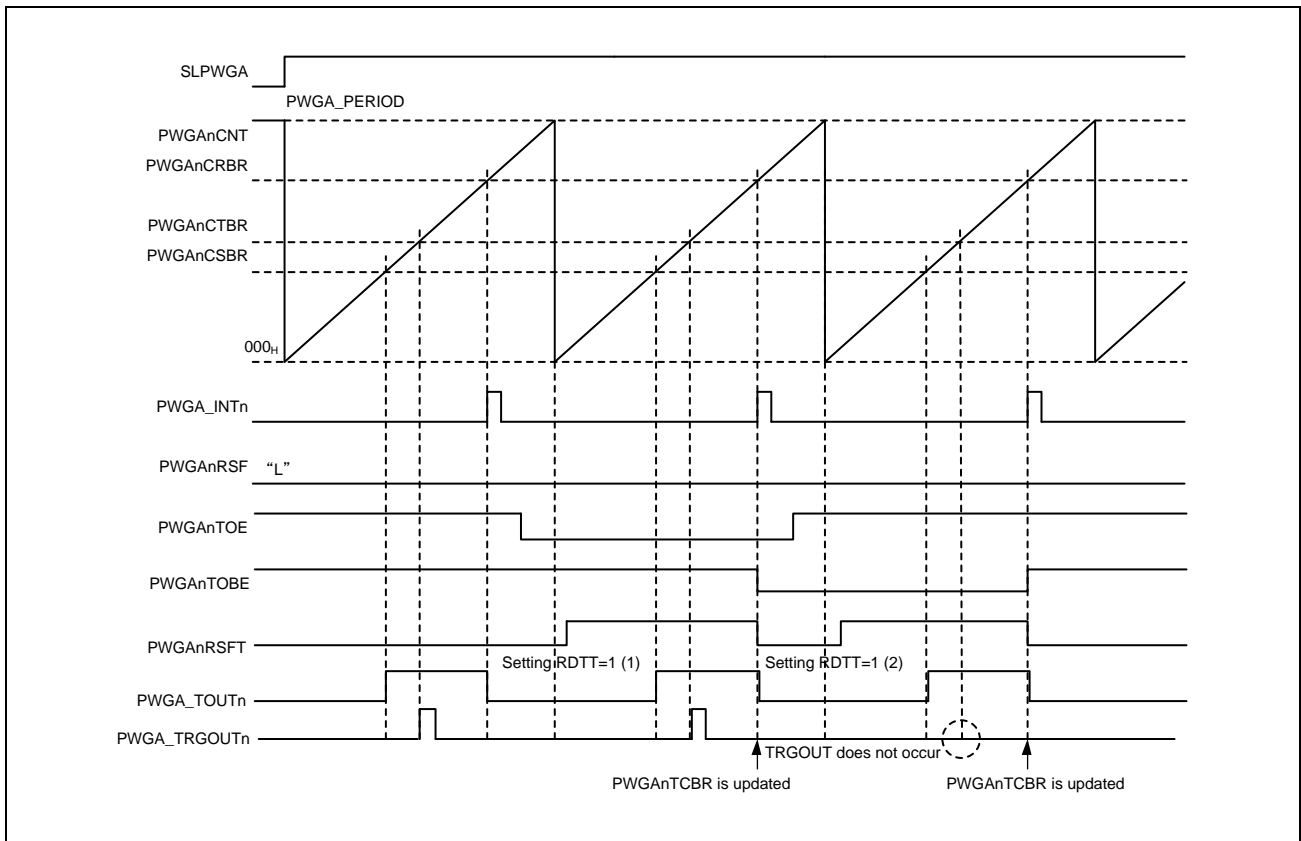 SLPWGA
PWGA_PERIOD
PWGAnCNT
PWGAnCRBR
PWGAnCTBR
PWGAnCSBR
000H
PWGA_INTn
PWGAnRSF “L”
PWGAnTOE
PWGAnTOBE
PWGAnRSFT
Setting RDTT=1 (1) Setting RDTT=1 (2)
PWGA_TOUTn
PWGA_TRGOUTn
TRGOUT does not occur
PWGAnTCBR is updated PWGAnTCBR is updated